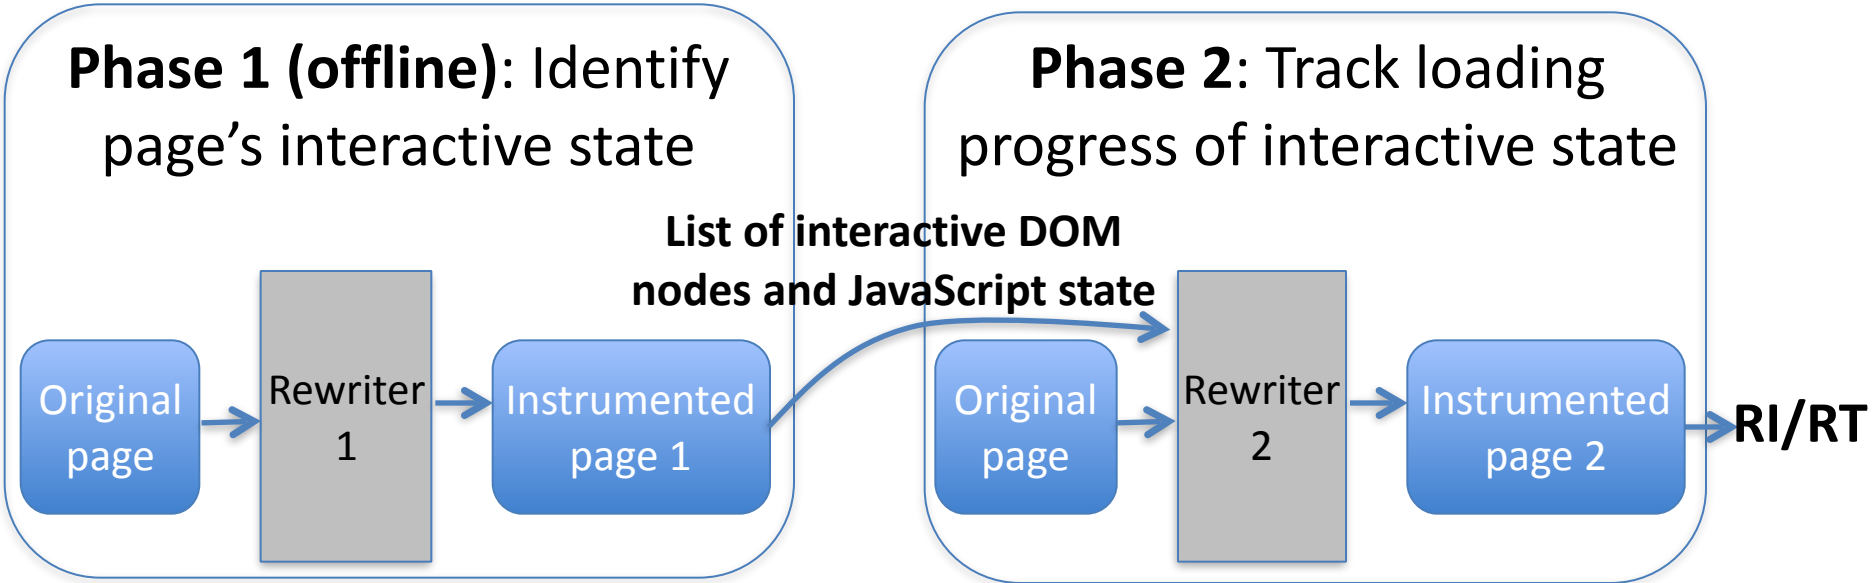 Phase 1 (offline): Identify
page’s interactive state
Phase 2: Track loading
progress of interactive state
List of interactive DOM
nodes and JavaScript state
Original
page
Rewriter
1
Instrumented
page 1
Original
page
Rewriter
2
Instrumented
page 2
RI/RT